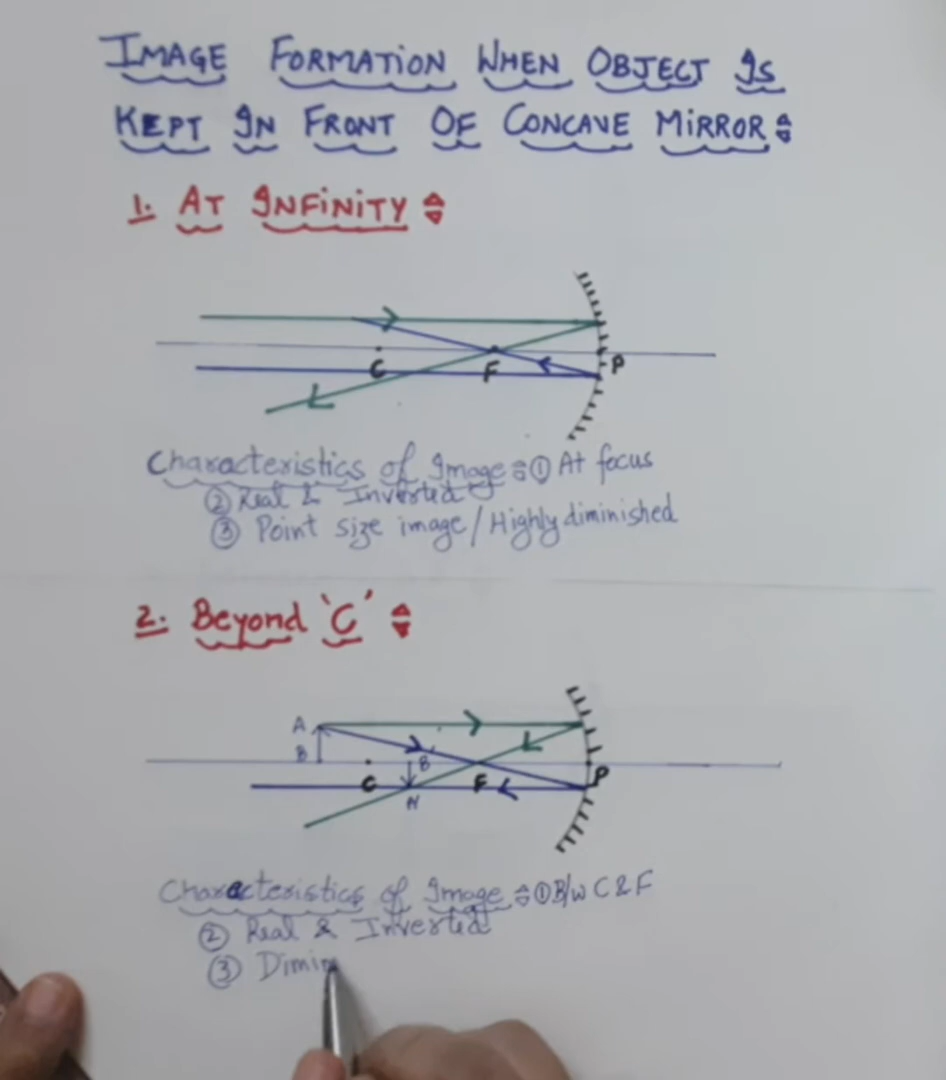 IMAGE FORMATION WHEN OBJECT IS
KEPT IN FRONT OF CONCAVE MIRROR:
1. AT INFINITY:
C F P
Characteristics of Image: ① At focus
② Real & Inverted
③ Point size image/Highly diminished
2. Beyond 'C':
A
B B'
C F P
A'
Characteristics of Image: ① B/w C & F
② Real & Inverted
③ Dimin